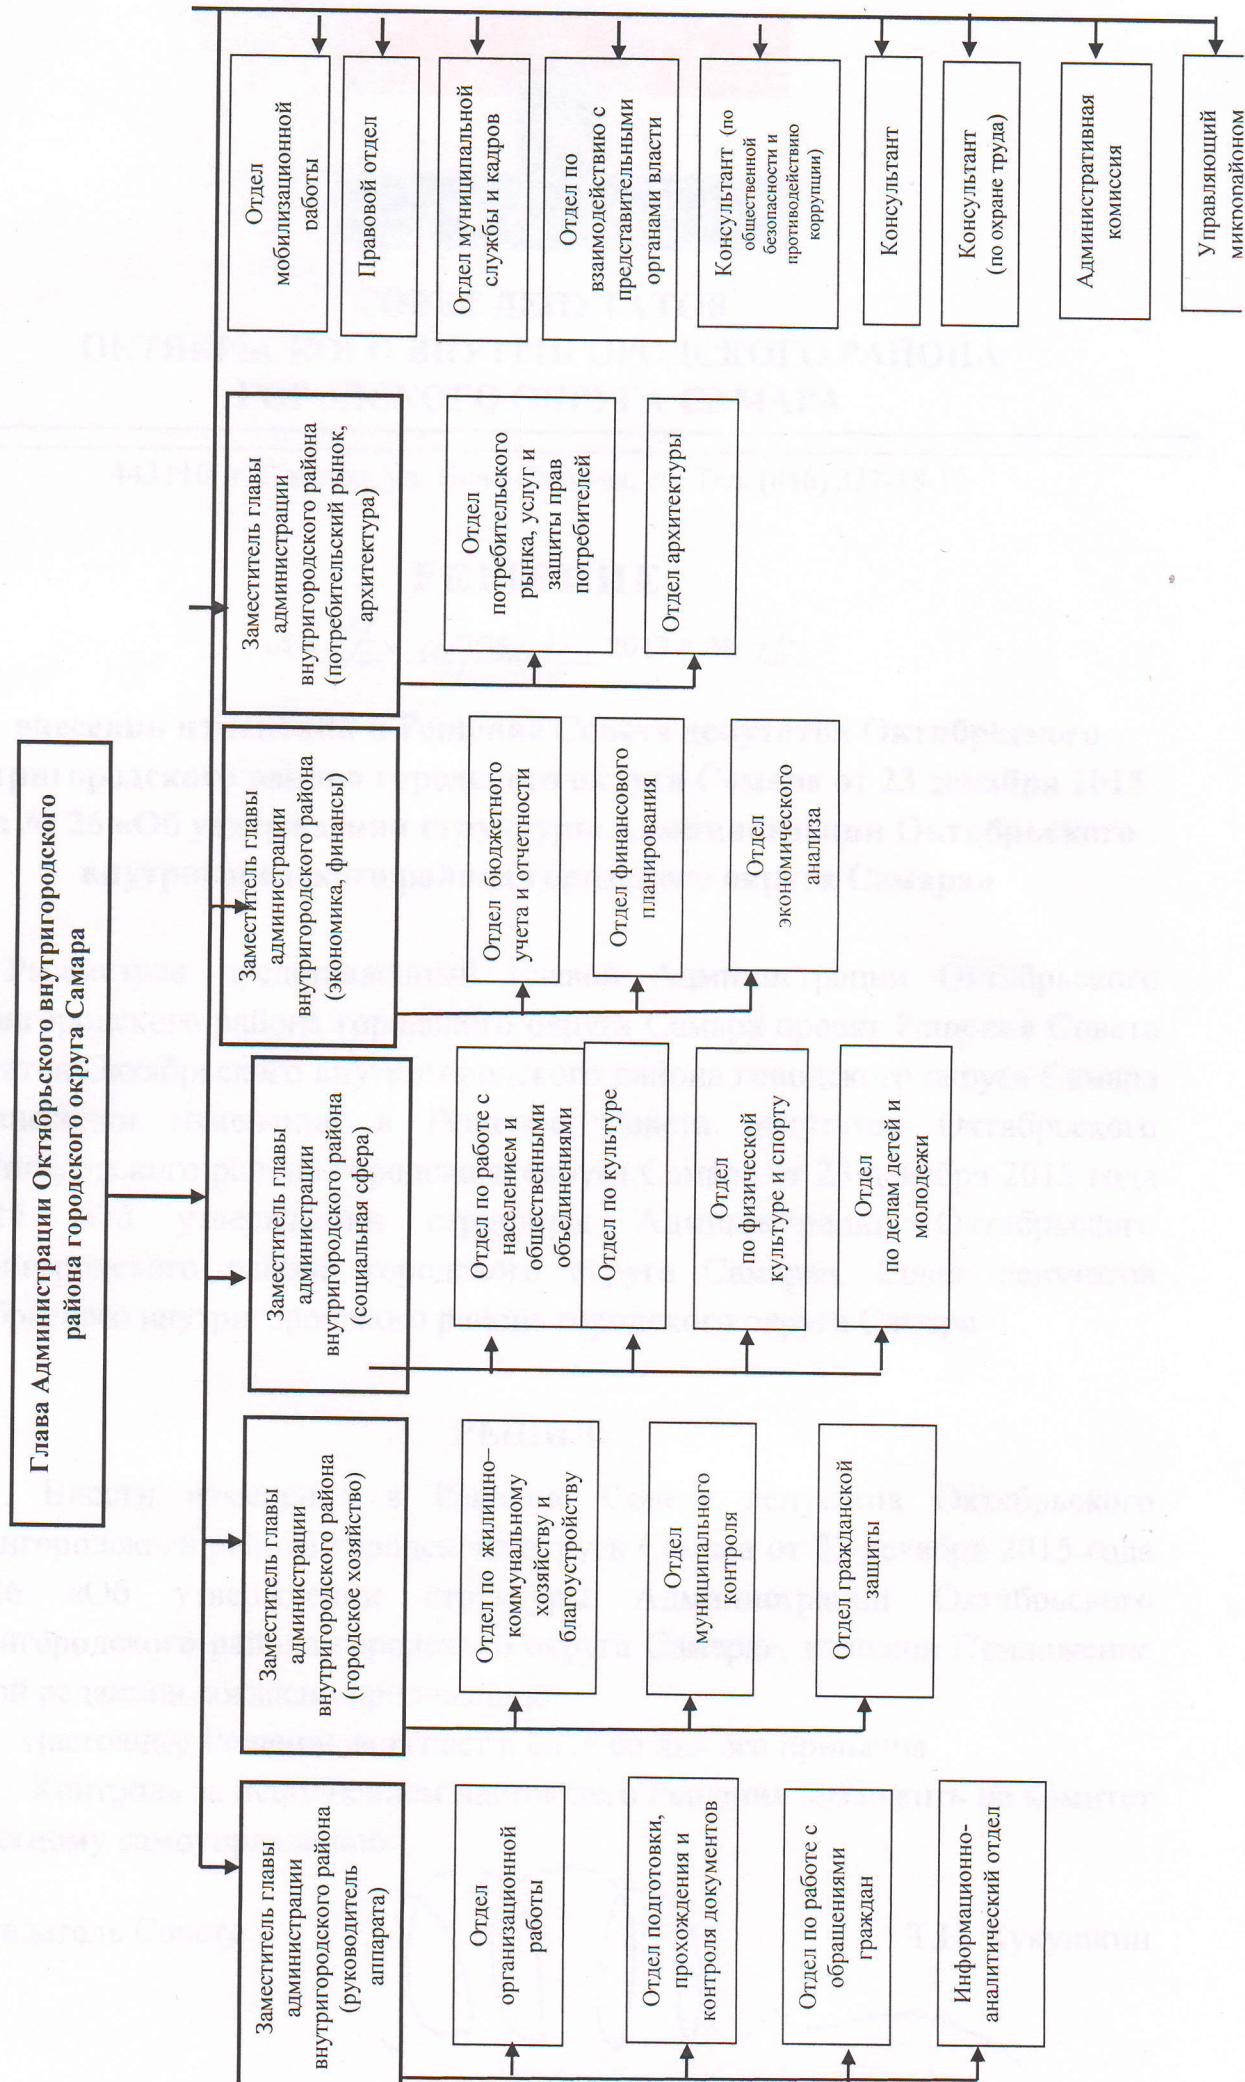 Глава Администрации Октябрьского внутригородского
района городского округа Самара
Заместитель главы
администрации
внутригородского района
(руководитель
аппарата)
Отдел
организационной
работы
Отдел подготовки,
прохождения и
контроля документов
Отдел по работе с
обращениями
граждан
Информационно-
аналитический отдел
Заместитель главы
администрации
внутригородского района
(городское хозяйство)
Отдел по жилищно–
коммунальному
хозяйству и
благоустройству
Отдел
муниципального
контроля
Отдел гражданской
защиты
Заместитель главы
администрации
внутригородского района
(социальная сфера)
Отдел по работе с
населением и
общественными
объединениями
Отдел по культуре
Отдел
по физической
культуре и спорту
Отдел
по делам детей и
молодежи
Заместитель главы
администрации
внутригородского района
(экономика, финансы)
Отдел бюджетного
учета и отчетности
Отдел финансового
планирования
Отдел
экономического
анализа
Заместитель главы
администрации
внутригородского района
(потребительский рынок,
архитектура)
Отдел
потребительского
рынка, услуг и
защиты прав
потребителей
Отдел архитектуры
Отдел
мобилизационной
работы
Правовой отдел
Отдел муниципальной
службы и кадров
Отдел по
взаимодействию с
представительными
органами власти
Консультант (по
общественной
безопасности и
противодействию
коррупции)
Консультант
Консультант
(по охране труда)
Административная
комиссия
Управляющий
микрорайоном